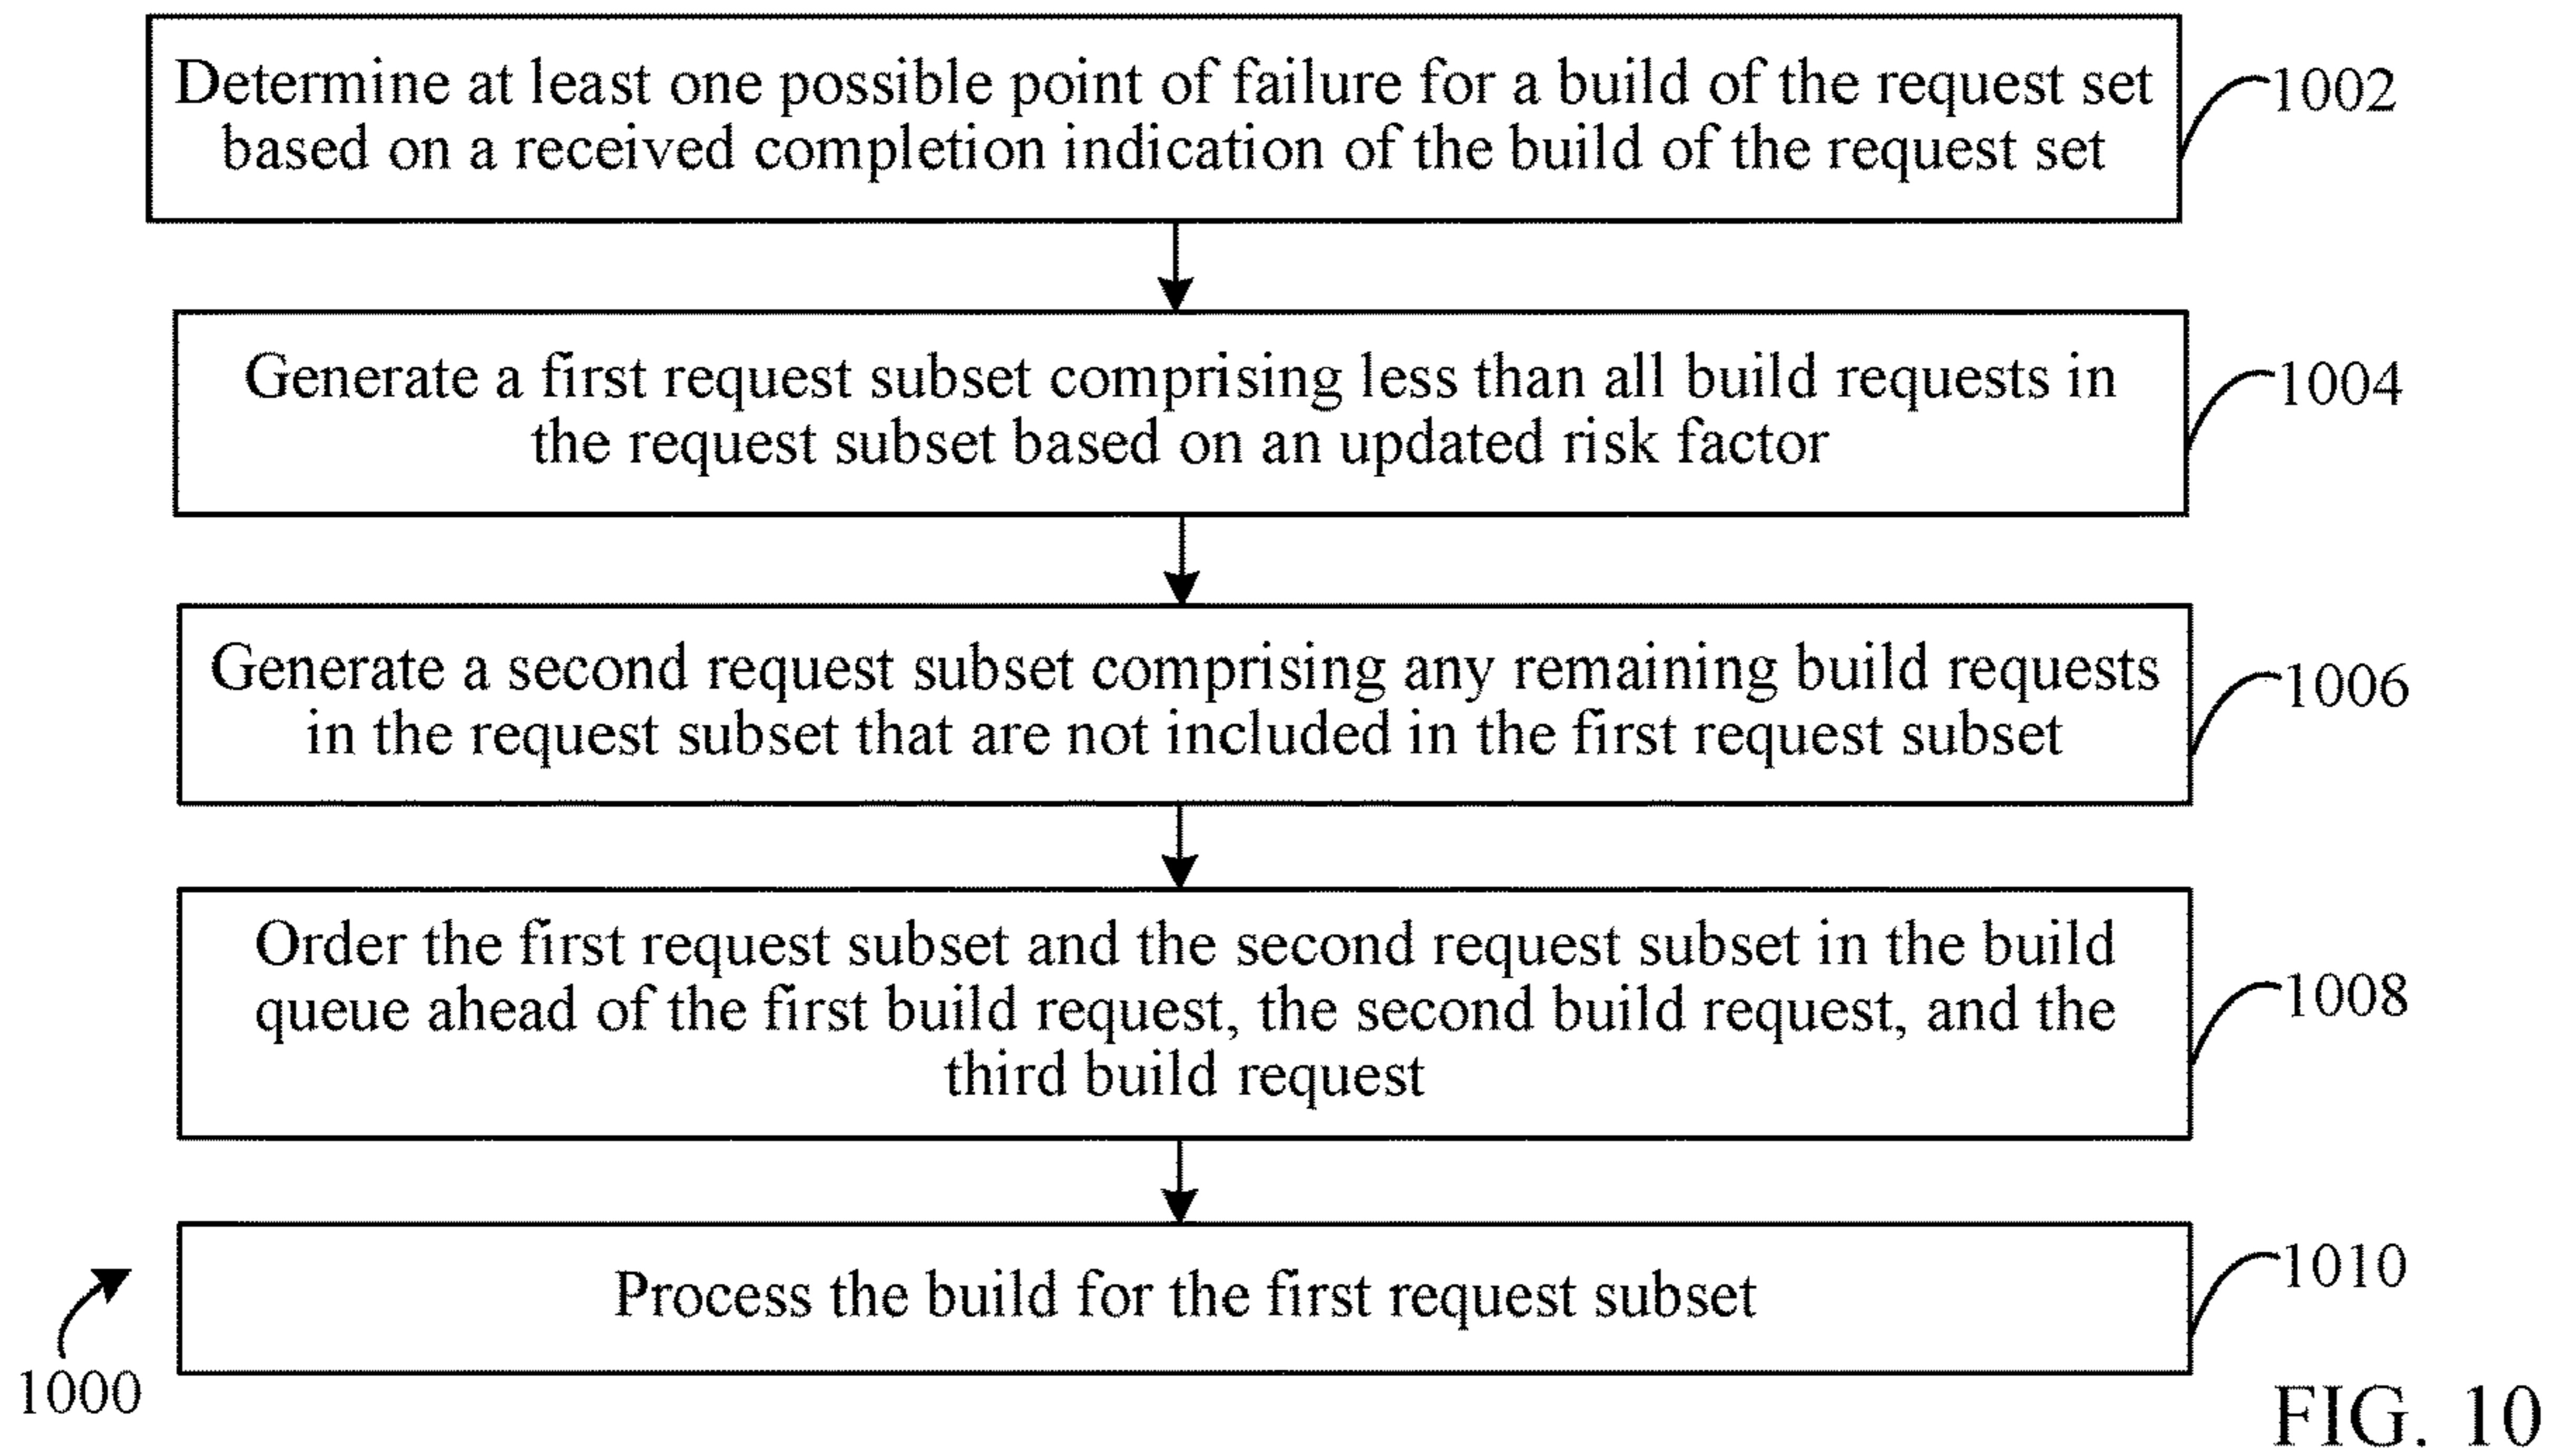 Determine at least one possible point of failure for a build of the request set
based on a received completion indication of the build of the request set
1002
Generate a first request subset comprising less than all build requests in
the request subset based on an updated risk factor
1004
Generate a second request subset comprising any remaining build requests
in the request subset that are not included in the first request subset
1006
Order the first request subset and the second request subset in the build
queue ahead of the first build request, the second build request, and the
third build request
1008
Process the build for the first request subset
1010
1000
FIG. 10